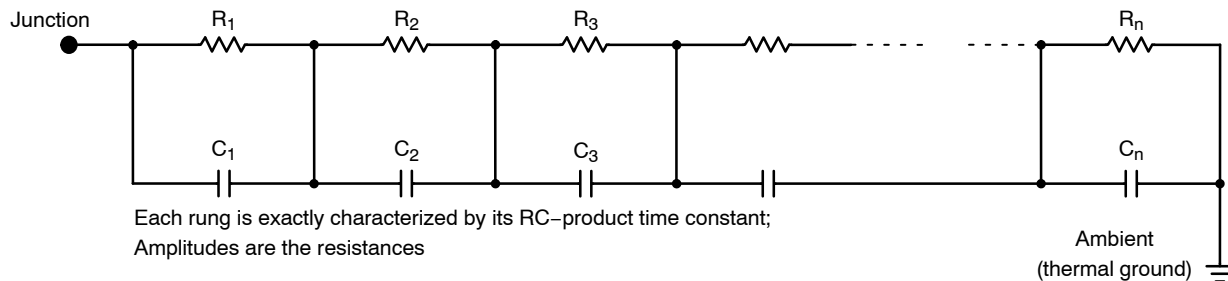 Junction
R1 R2 R3 Rn
C1 C2 C3 Cn
Each rung is exactly characterized by its RC−product time constant;
Amplitudes are the resistances
Ambient
(thermal ground)